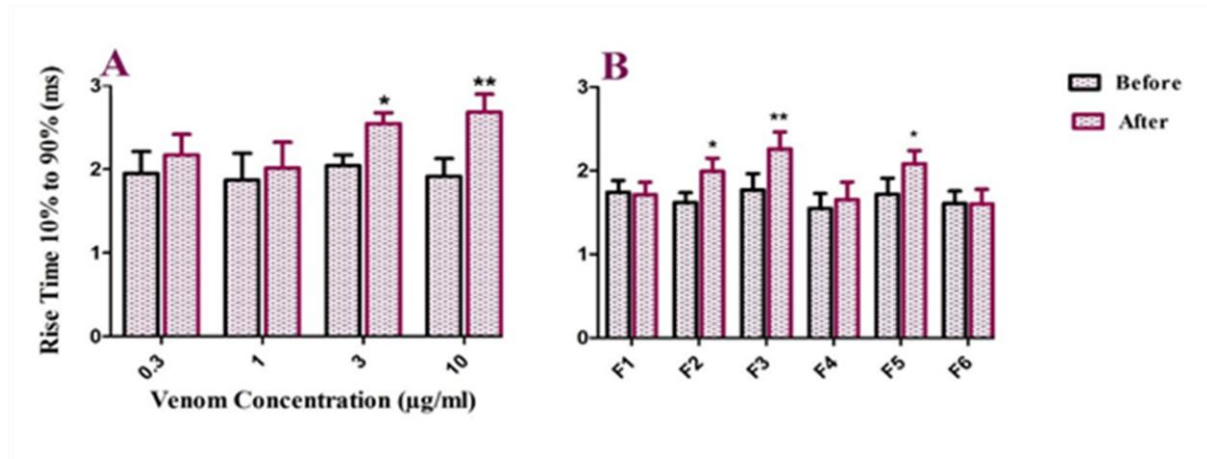 A
B
Before
After
Rise Time 10% to 90% (ms)
3
2
1
0
*
**
0.3
1
3
10
Venom Concentration (µg/ml)
3
2
1
0
*
**
*
F1
F2
F3
F4
F5
F6